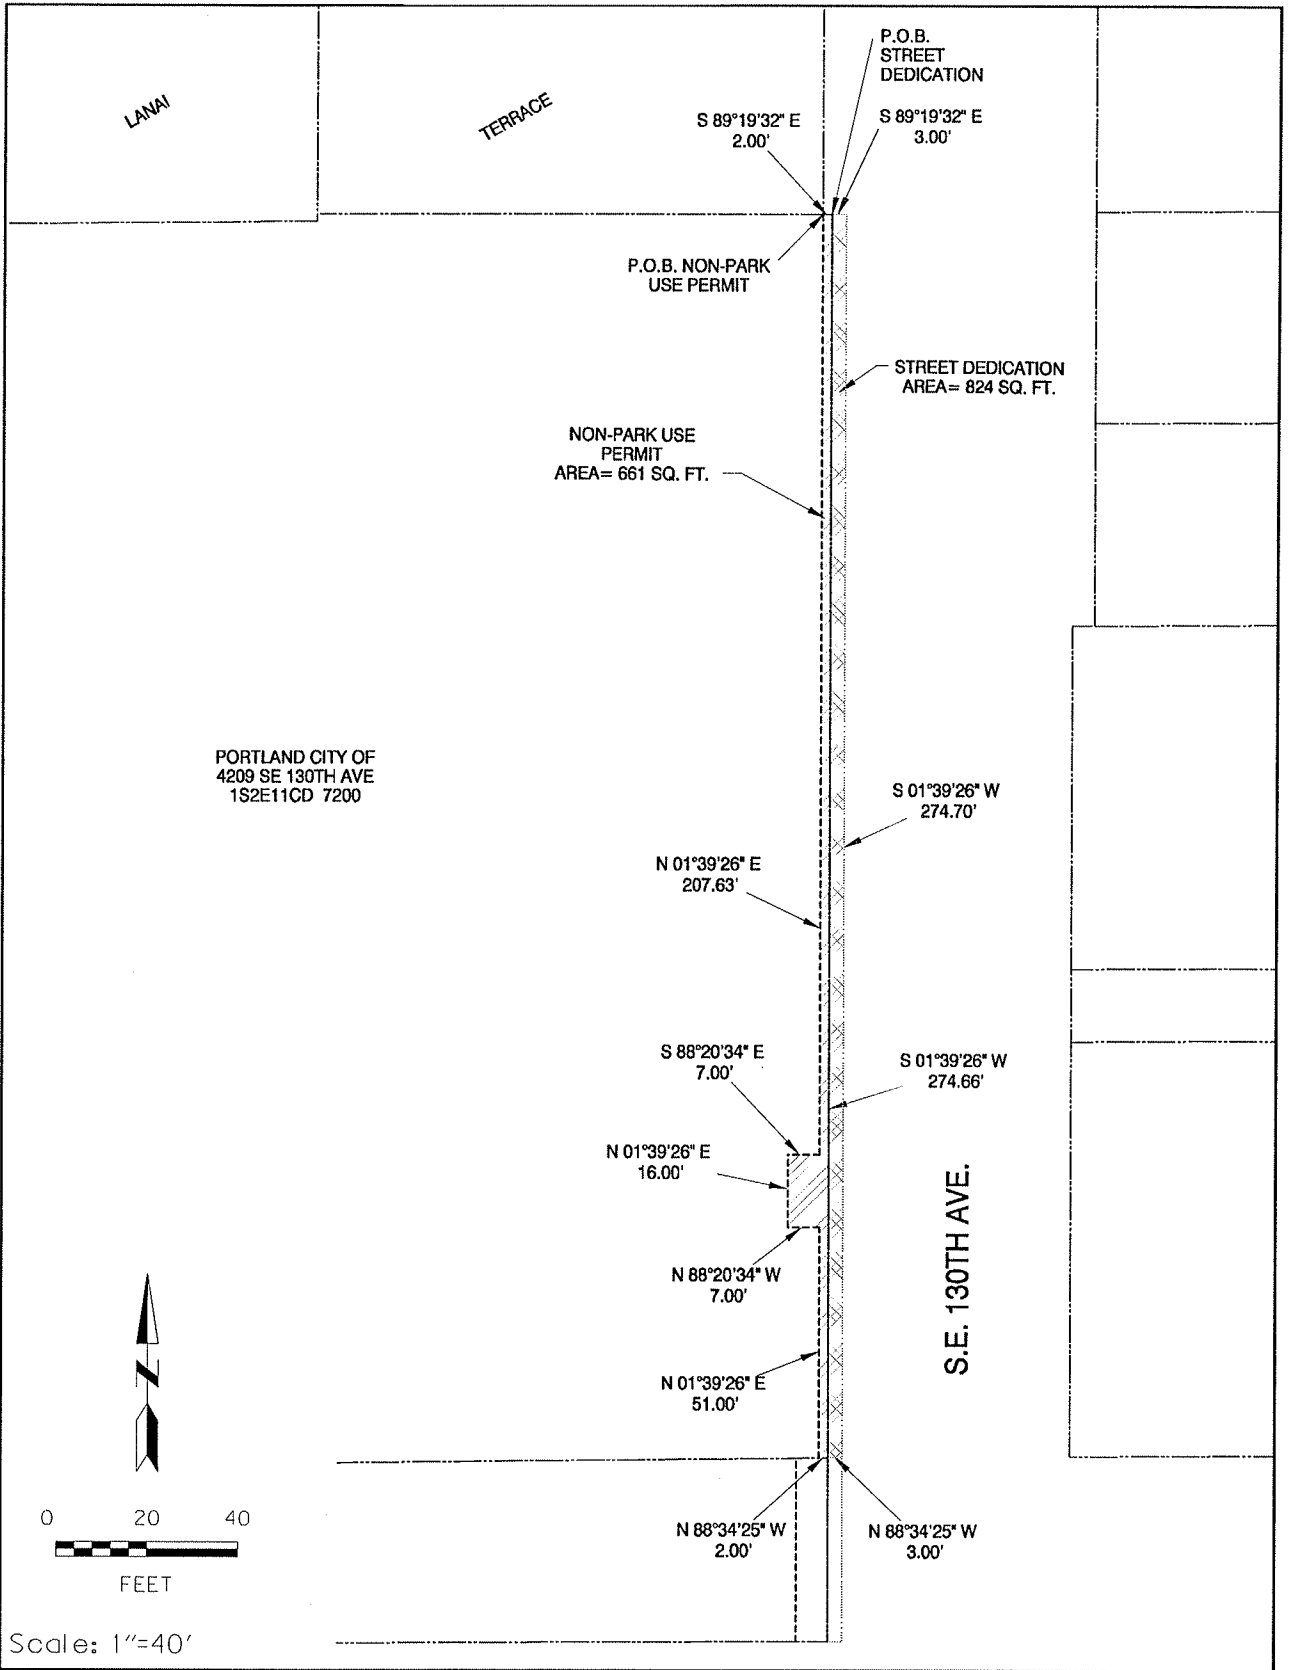 P.O.B.
STREET
DEDICATION
LANAI
TERRACE
S 89°19'32" E
2.00'
S 89°19'32" E
3.00'
P.O.B. NON-PARK
USE PERMIT
STREET DEDICATION
AREA= 824 SQ. FT.
NON-PARK USE
PERMIT
AREA= 661 SQ. FT.
PORTLAND CITY OF
4209 SE 130TH AVE
1S2E11CD 7200
S 01°39'26" W
274.70'
N 01°39'26" E
207.63'
S 88°20'34" E
7.00'
S 01°39'26" W
274.66'
N 01°39'26" E
16.00'
S.E. 130TH AVE.
N 88°20'34" W
7.00'
N 01°39'26" E
51.00'
N
0 20 40
FEET
N 88°34'25" W
2.00'
N 88°34'25" W
3.00'
Scale: 1"=40'